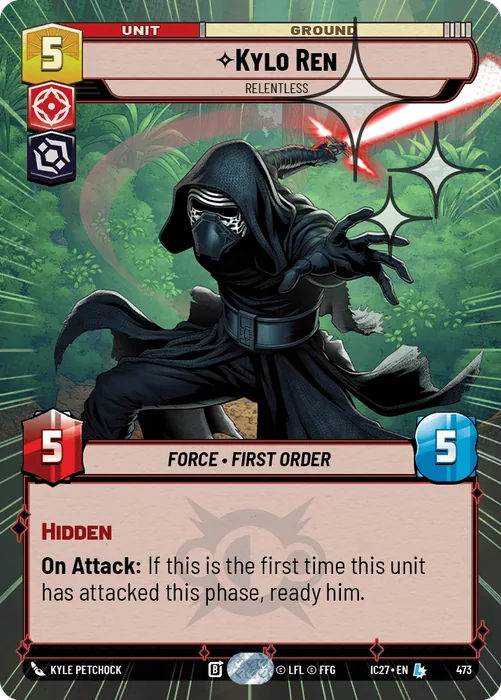 UNIT
GROUND
5
✧KYLO REN
RELENTLESS
5
FORCE • FIRST ORDER
5
HIDDEN
On Attack: If this is the first time this unit
has attacked this phase, ready him.
KYLE PETCHOCK
B
© LFL © FFG
IC27 • EN
473